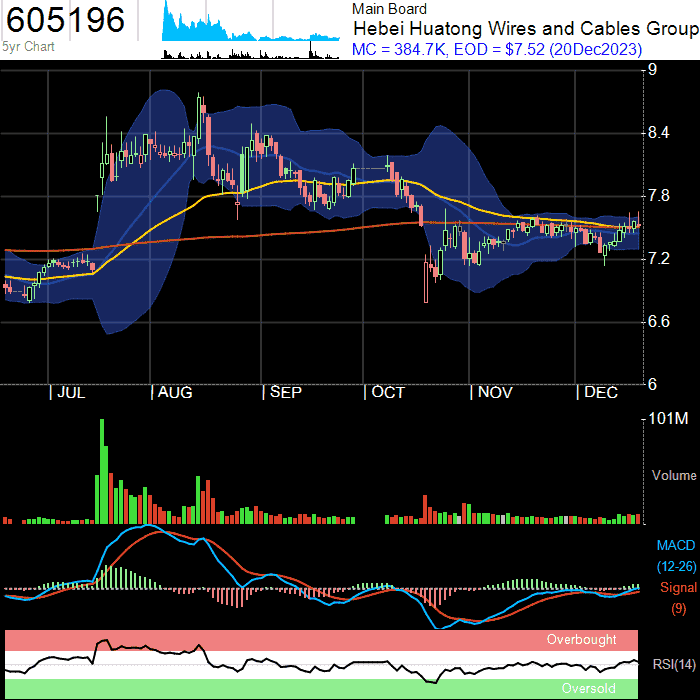 605196
5yr Chart
Main Board
Hebei Huatong Wires and Cables Group
MC = 384.7K, EOD = $7.52 (20Dec2023)
9
8.4
7.8
7.2
6.6
6
| JUL | AUG | SEP | OCT | NOV | DEC
101M
Volume
MACD
(12-26)
Signal
(9)
Overbought
RSI(14)
Oversold